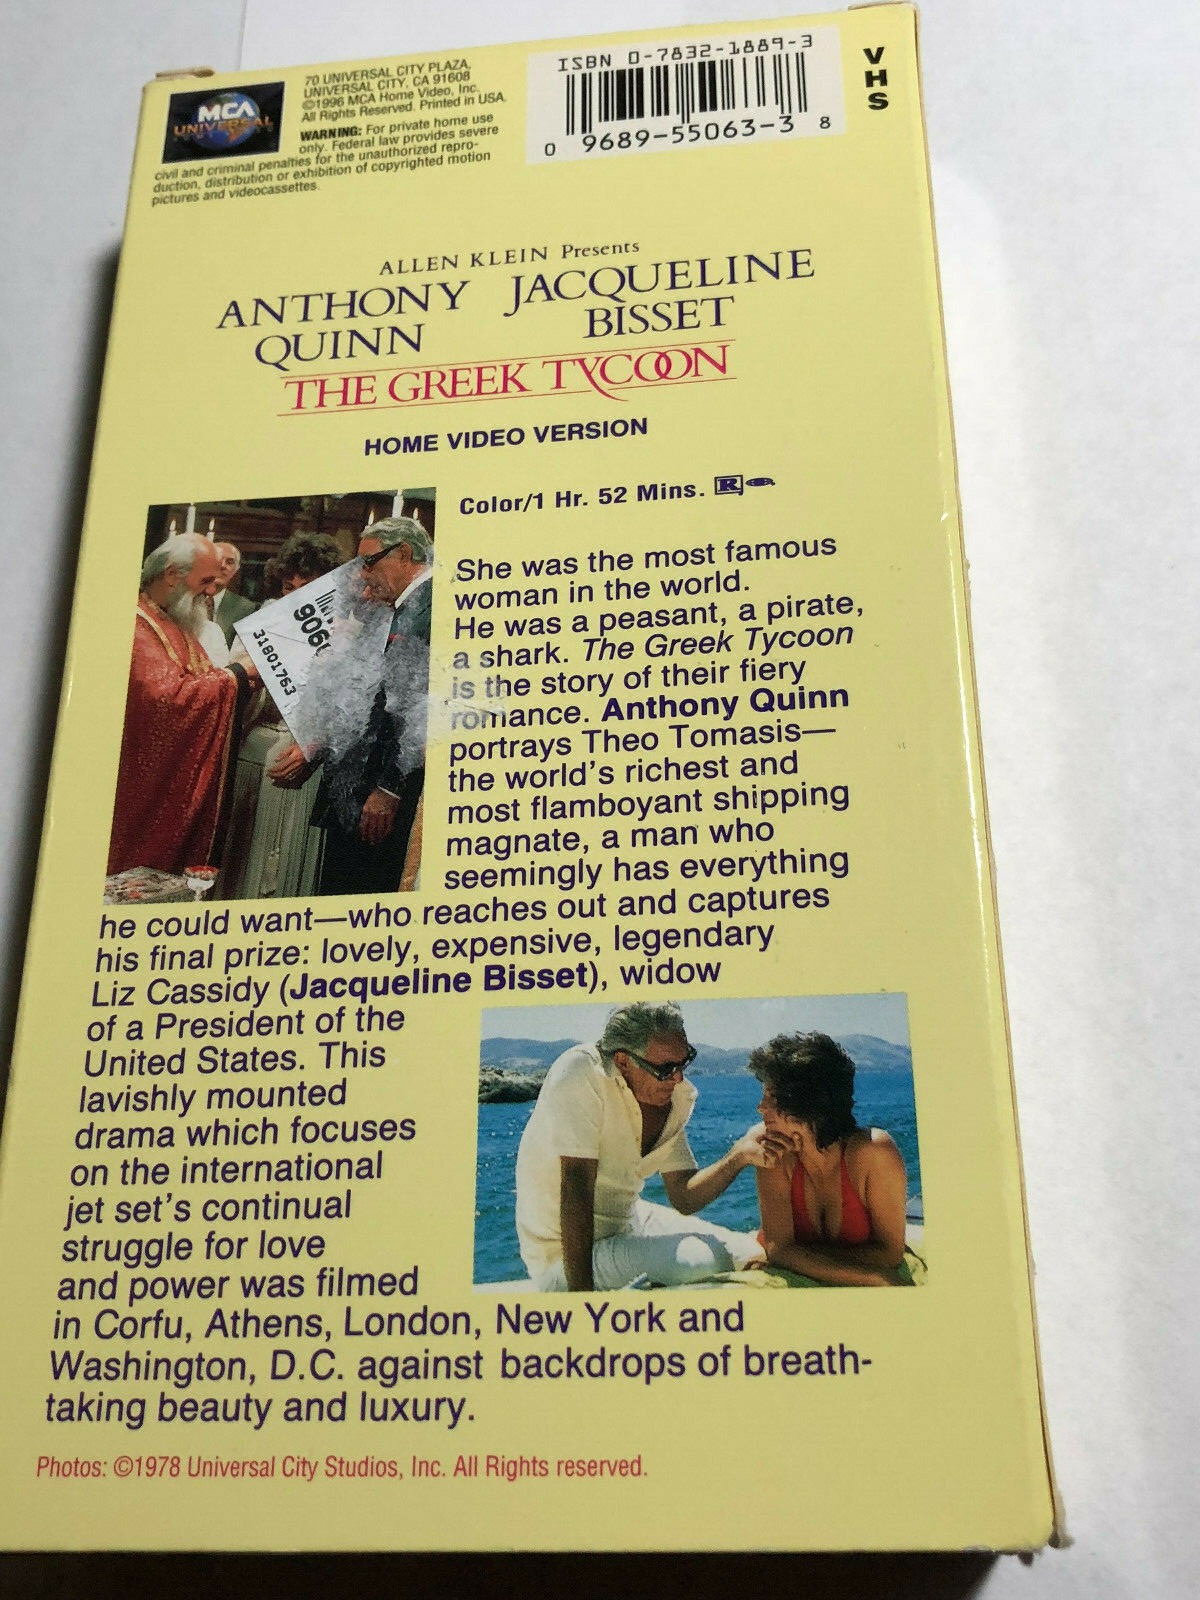 MCA
UNIVERSAL
70 UNIVERSAL CITY PLAZA,
UNIVERSAL CITY, CA 91608
©1996 MCA Home Video, Inc.
All Rights Reserved. Printed in USA.
WARNING: For private home use
only. Federal law provides severe
civil and criminal penalties for the unauthorized repro-
duction, distribution or exhibition of copyrighted motion
pictures and videocassettes.
ISBN 0-7832-1889-3
0 9689-55063-3 8
VHS
ALLEN KLEIN Presents
ANTHONY JACQUELINE
QUINN BISSET
THE GREEK TYCOON
HOME VIDEO VERSION
Color/1 Hr. 52 Mins. R
She was the most famous
woman in the world.
He was a peasant, a pirate,
a shark. The Greek Tycoon
is the story of their fiery
romance. Anthony Quinn
portrays Theo Tomasis—
the world's richest and
most flamboyant shipping
magnate, a man who
seemingly has everything
he could want—who reaches out and captures
his final prize: lovely, expensive, legendary
Liz Cassidy (Jacqueline Bisset), widow
of a President of the
United States. This
lavishly mounted
drama which focuses
on the international
jet set's continual
struggle for love
and power was filmed
in Corfu, Athens, London, New York and
Washington, D.C. against backdrops of breath-
taking beauty and luxury.
31801763
Photos: ©1978 Universal City Studios, Inc. All Rights reserved.